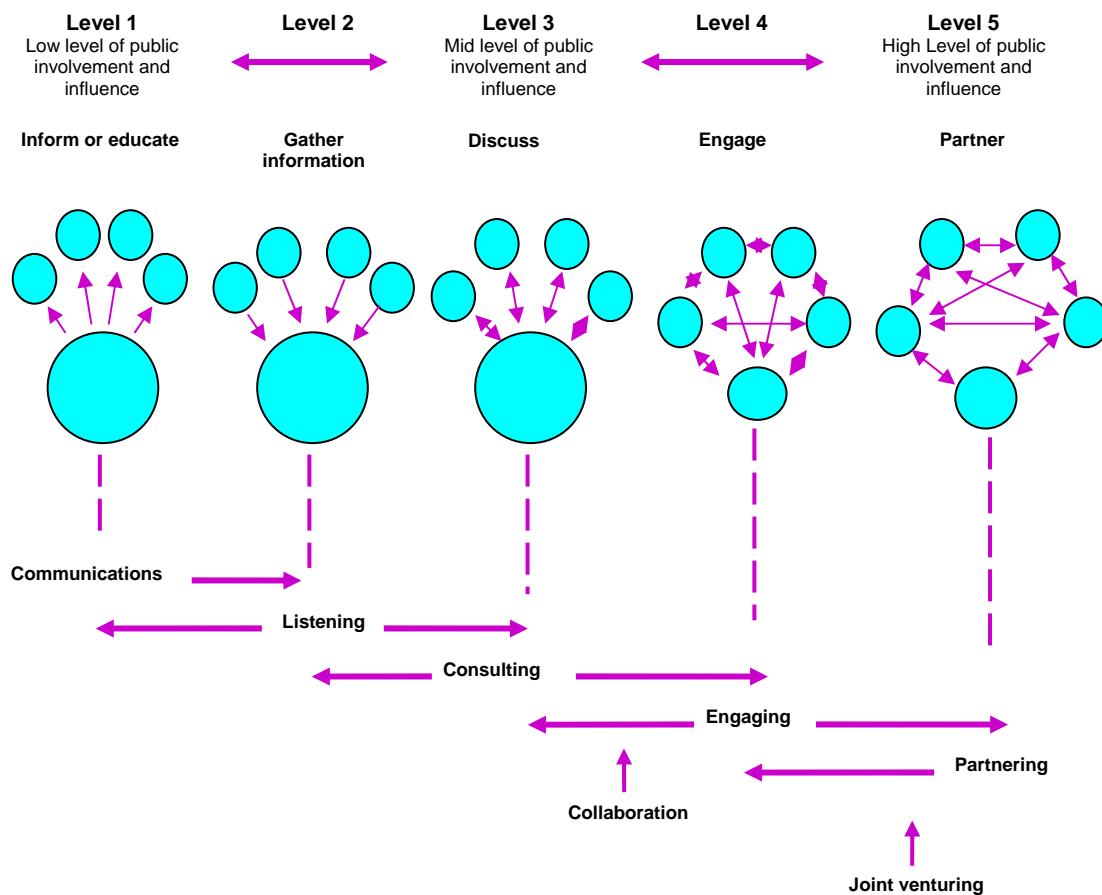 Level 1
Low level of public
involvement and
influence
Level 2
Level 3
Mid level of public
involvement and
influence
Level 4
Level 5
High Level of public
involvement and
influence
Inform or educate
Gather
information
Discuss
Engage
Partner
Communications
Listening
Consulting
Engaging
Partnering
Collaboration
Joint venturing